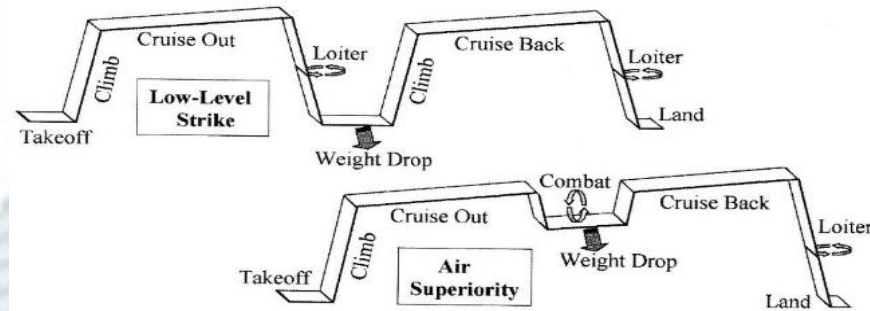 Cruise Out
Climb
Loiter
Low-Level
Strike
Takeoff
Weight Drop
Climb
Cruise Back
Loiter
Land
Combat
Cruise Out
Climb
Cruise Back
Loiter
Air
Superiority
Takeoff
Weight Drop
Land